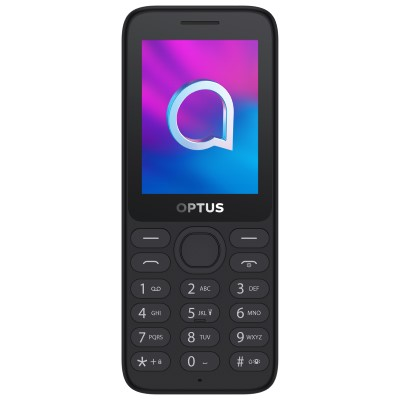 OPTUS
1 2 ABC 3 DEF
4 GHI 5 JKL 6 MNO
7 PQRS 8 TUV 9 WXYZ
* + 0 _ #